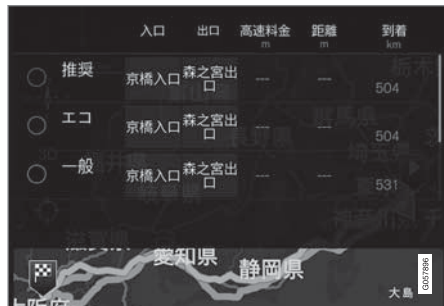 入口 出口 高速料金 距離 到着
m m km
推奨 京橋入口 森之宮出口 --- --- 504
エコ 京橋入口 森之宮出口 --- --- 504
一般 京橋入口 森之宮出口 --- --- 531
愛知県
静岡県
大島
G057896